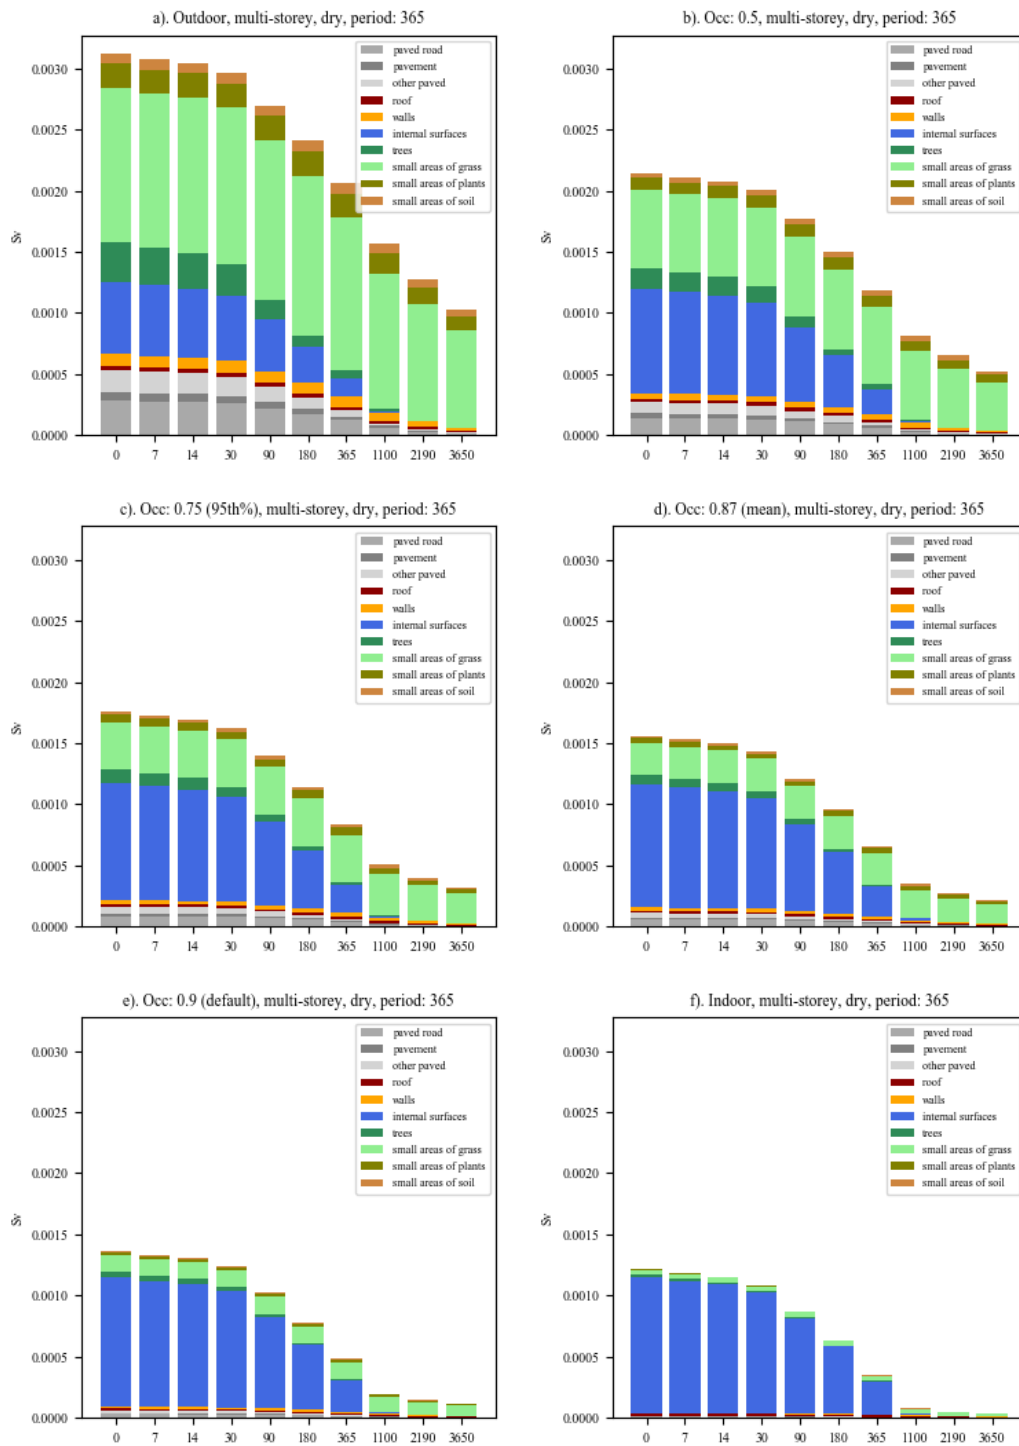 a). Outdoor, multi-storey, dry, period: 365
Sv
0.0030
0.0025
0.0020
0.0015
0.0010
0.0005
0.0000
0 7 14 30 90 180 365 1100 2190 3650
paved road
pavement
other paved
roof
walls
internal surfaces
trees
small areas of grass
small areas of plants
small areas of soil
b). Occ: 0.5, multi-storey, dry, period: 365
Sv
0.0030
0.0025
0.0020
0.0015
0.0010
0.0005
0.0000
0 7 14 30 90 180 365 1100 2190 3650
paved road
pavement
other paved
roof
walls
internal surfaces
trees
small areas of grass
small areas of plants
small areas of soil
c). Occ: 0.75 (95th%), multi-storey, dry, period: 365
Sv
0.0030
0.0025
0.0020
0.0015
0.0010
0.0005
0.0000
0 7 14 30 90 180 365 1100 2190 3650
paved road
pavement
other paved
roof
walls
internal surfaces
trees
small areas of grass
small areas of plants
small areas of soil
d). Occ: 0.87 (mean), multi-storey, dry, period: 365
Sv
0.0030
0.0025
0.0020
0.0015
0.0010
0.0005
0.0000
0 7 14 30 90 180 365 1100 2190 3650
paved road
pavement
other paved
roof
walls
internal surfaces
trees
small areas of grass
small areas of plants
small areas of soil
e). Occ: 0.9 (default), multi-storey, dry, period: 365
Sv
0.0030
0.0025
0.0020
0.0015
0.0010
0.0005
0.0000
0 7 14 30 90 180 365 1100 2190 3650
paved road
pavement
other paved
roof
walls
internal surfaces
trees
small areas of grass
small areas of plants
small areas of soil
f). Indoor, multi-storey, dry, period: 365
Sv
0.0030
0.0025
0.0020
0.0015
0.0010
0.0005
0.0000
0 7 14 30 90 180 365 1100 2190 3650
paved road
pavement
other paved
roof
walls
internal surfaces
trees
small areas of grass
small areas of plants
small areas of soil